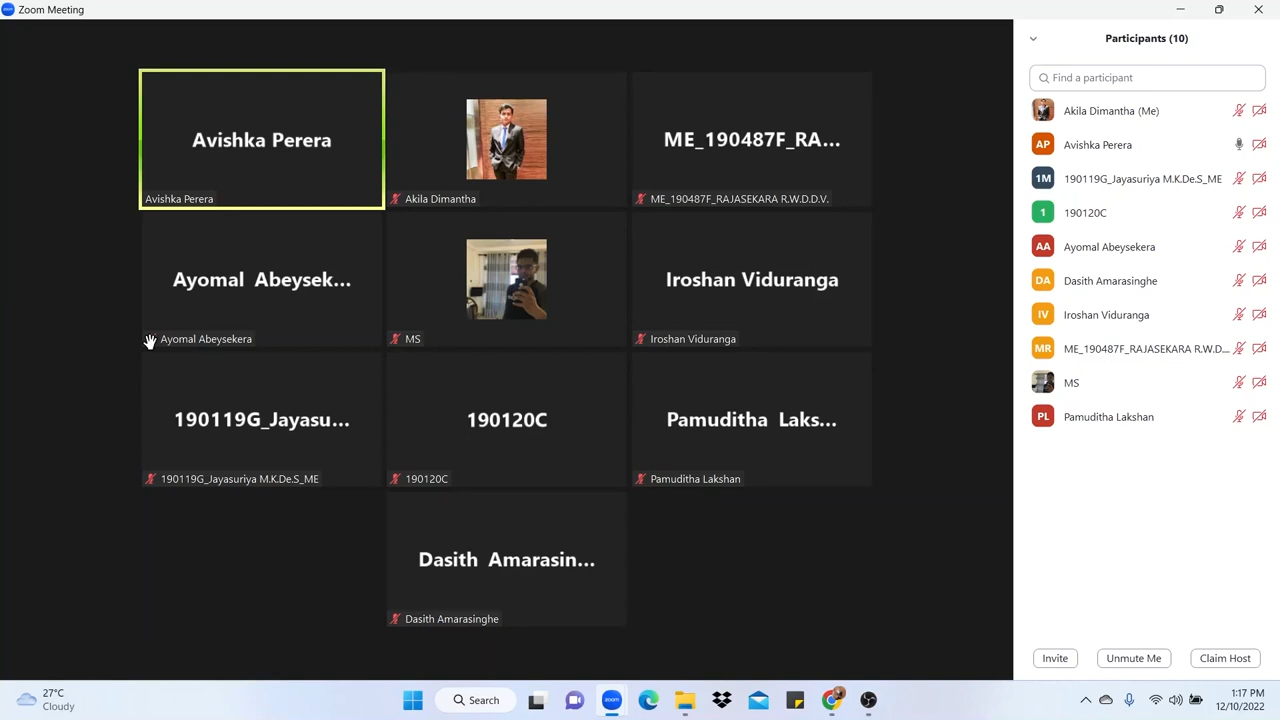 Zoom Meeting
Avishka Perera
Avishka Perera
Akila Dimantha
ME_190487F_RA...
ME_190487F_RAJASEKARA R.W.D.D.V.
Ayomal Abeysek...
Ayomal Abeysekera
MS
Iroshan Viduranga
Iroshan Viduranga
190119G_Jayasu...
190119G_Jayasuriya M.K.De.S_ME
190120C
190120C
Pamuditha Laks...
Pamuditha Lakshan
Dasith Amarasin...
Dasith Amarasinghe
Participants (10)
Find a participant
Akila Dimantha (Me)
AP Avishka Perera
1M 190119G_Jayasuriya M.K.De.S_ME
1 190120C
AA Ayomal Abeysekera
DA Dasith Amarasinghe
IV Iroshan Viduranga
MR ME_190487F_RAJASEKARA R.W.D...
MS
PL Pamuditha Lakshan
Invite Unmute Me Claim Host
27°C
Cloudy
Search
zoom
1:17 PM
12/10/2022